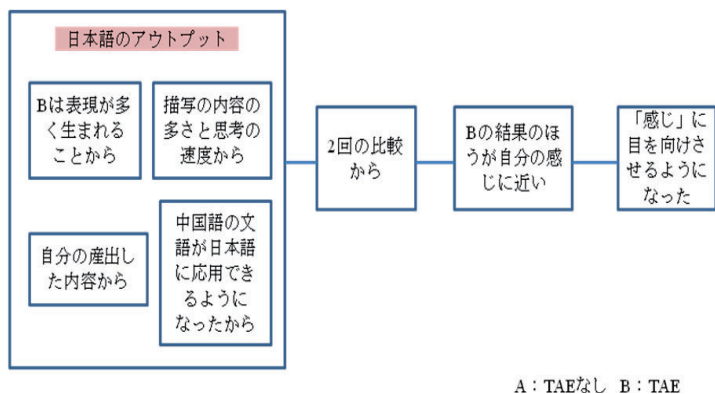 日本語のアウトプット
Bは表現が多
く生まれる
ことから
描写の内容の
多さと思考の
速度から
自分の産出し
た内容から
中国語の文
語が日本語
に応用でき
るように
なったから
2回の比較
から
Bの結果のほ
うが自分の感
じに近い
「感じ」に
目を向けさ
せるように
なった
A：TAEなし B：TAE